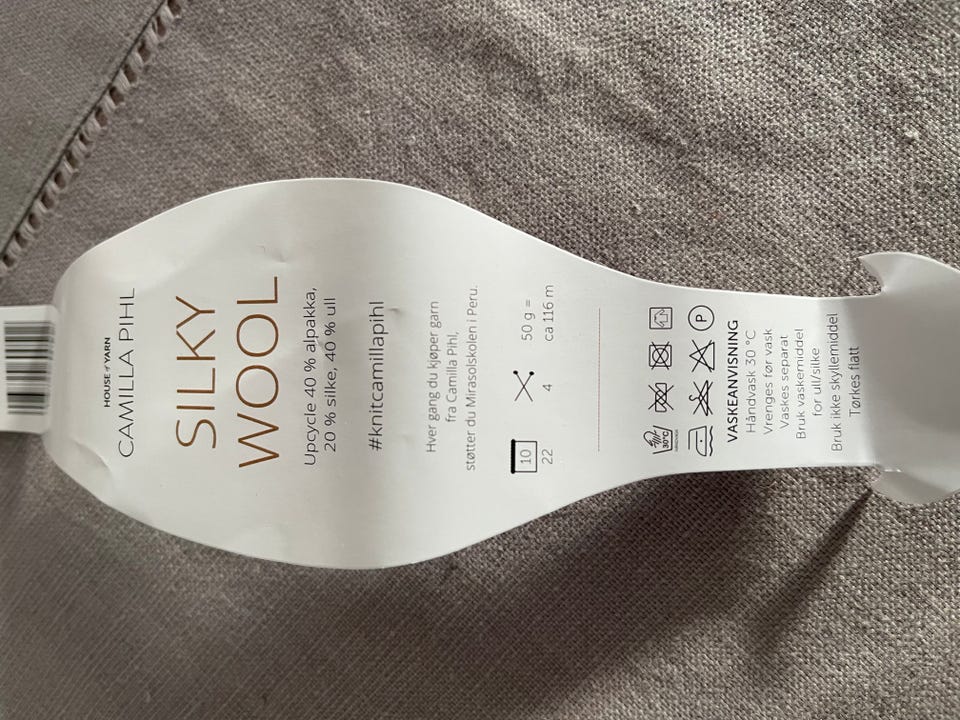 HOUSE of YARN
CAMILLA PIHL
SILKY
WOOL
Upcycle 40 % alpakka,
20 % silke, 40 % ull
#knitcamillapihl
Hver gang du kjøper garn
fra Camilla Pihl,
støtter du Mirasolskolen i Peru.
10 50 g =
22 4 ca 116 m
30°C
P
VASKEANVISNING
Håndvask 30 °C
Vrenges før vask
Vaskes separat
Bruk vaskemiddel
for ull/silke
Bruk ikke skyllemiddel
Tørkes flatt